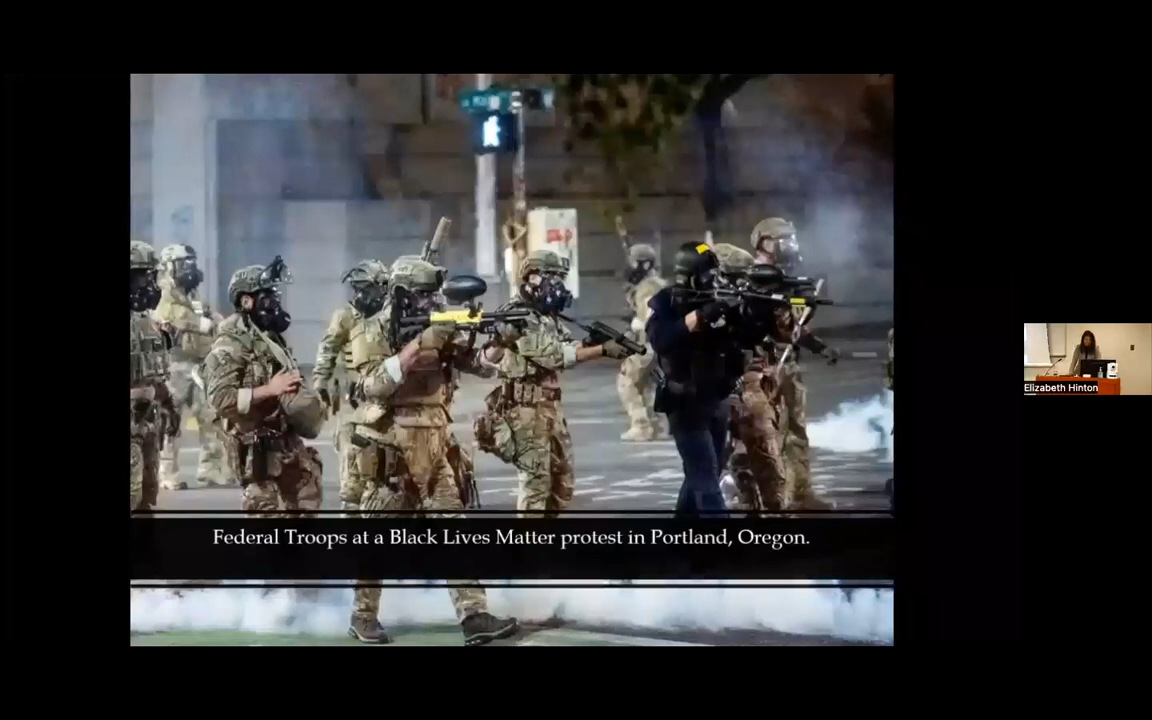 Federal Troops at a Black Lives Matter protest in Portland, Oregon.
Elizabeth Hinton